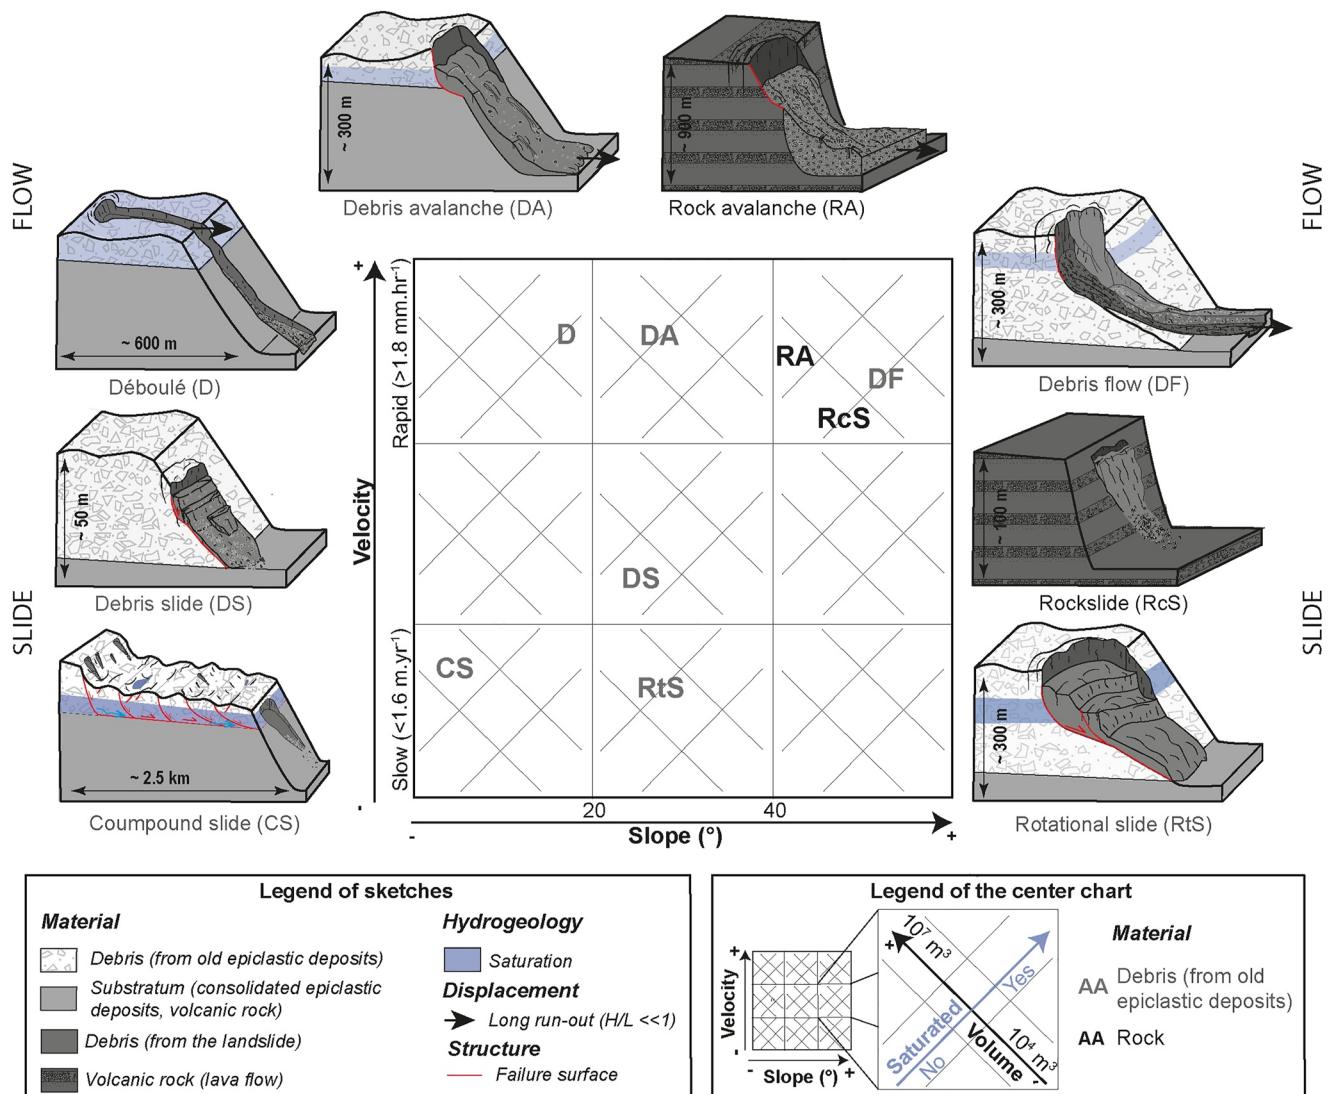 ~ 300 m
Debris avalanche (DA)
~ 900 m
Rock avalanche (RA)
FLOW
FLOW
~ 600 m
Déboulé (D)
~ 300 m
Debris flow (DF)
~ 50 m
Debris slide (DS)
~ 100 m
Rockslide (RcS)
SLIDE
SLIDE
~ 2.5 km
Coumpound slide (CS)
~ 300 m
Rotational slide (RtS)
+
Rapid (>1.8 mm.hr⁻¹)
Velocity
Slow (<1.6 m.yr⁻¹)
-
D
DA
RA
DF
RcS
DS
CS
RtS
20
40
-
Slope (°)
+
Legend of sketches
Material
Debris (from old epiclastic deposits)
Substratum (consolidated epiclastic
deposits, volcanic rock)
Debris (from the landslide)
Volcanic rock (lava flow)
Hydrogeology
Saturation
Displacement
Long run-out (H/L <<1)
Structure
Failure surface
Legend of the center chart
+
Velocity
-
- Slope (°) +
+
10⁷ m³
Yes
Saturated
No
Volume
10⁴ m³
-
Material
AA Debris (from old
epiclastic deposits)
AA Rock